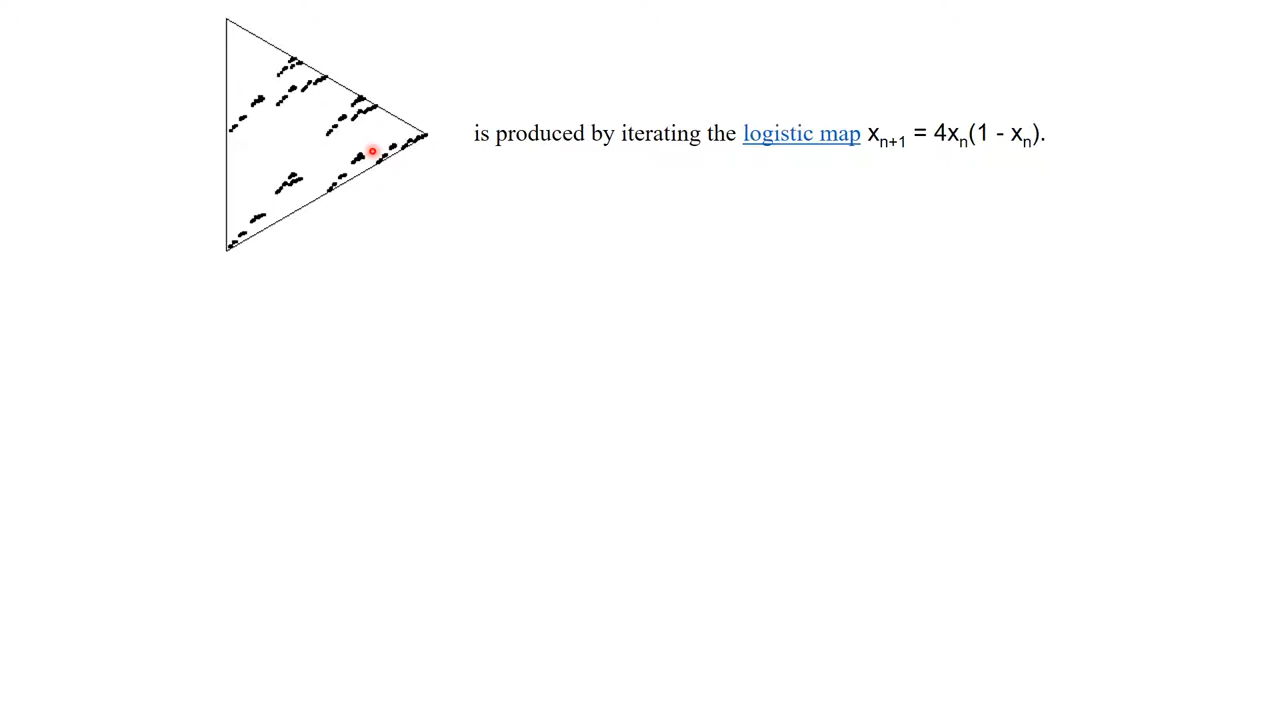 is produced by iterating the logistic map xₙ₊₁ = 4xₙ(1 - xₙ).